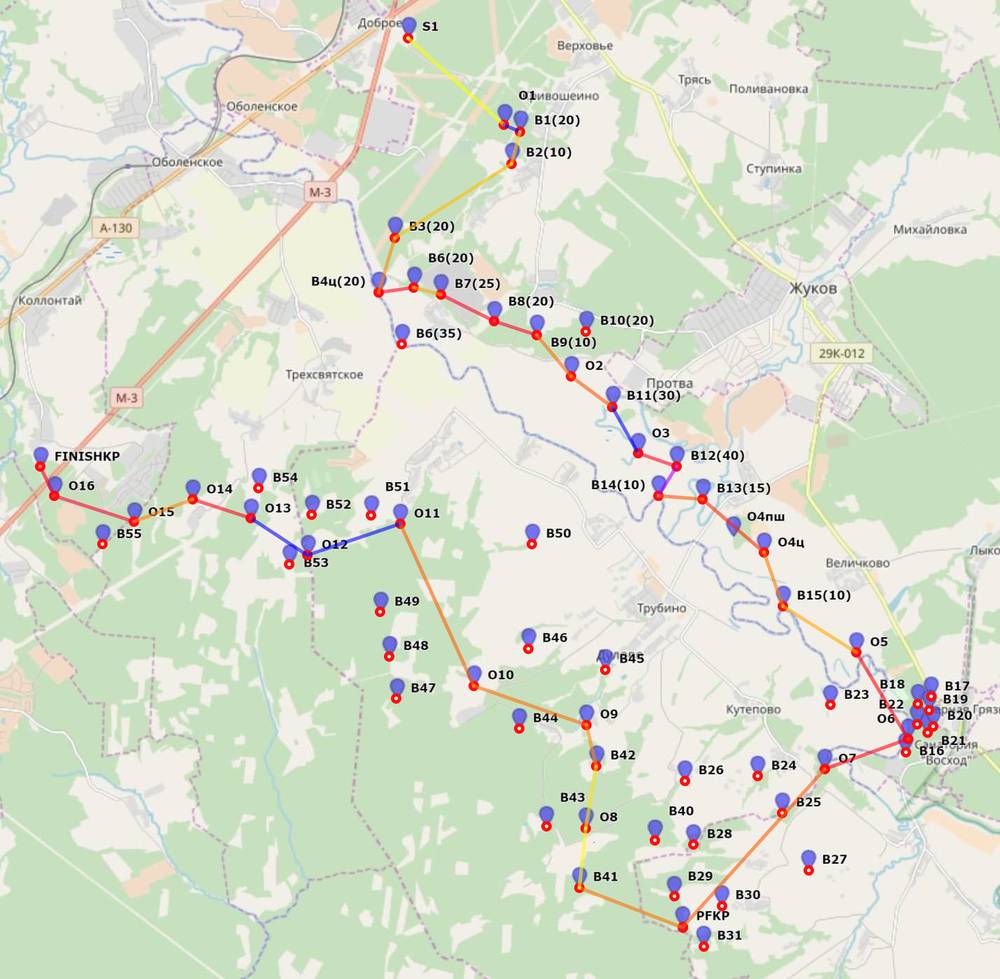 Доброе
S1
Верховье
Трясь
Поливановка
O1
ивошеино
Оболенское
B1(20)
B2(10)
Оболенское
Ступинка
М-3
А-130
B3(20)
Михайловка
B6(20)
B4ц(20)
B7(25)
Коллонтай
Жуков
B8(20)
B10(20)
B6(35)
B9(10)
29К-012
O2
Трехсвятское
Протва
М-3
B11(30)
O3
FINISHKP
B12(40)
B54
O14
O16
B51
B14(10)
B13(15)
B52
O13
O15
O11
O4пш
B55
B50
O12
O4ц
Лыко
B53
Величково
B49
B15(10)
Трубино
B46
O5
B48
B45
O10
B47
B18
B17
B23
B19
B22
Кутепово
B44
O9
O6
B20
B21
B16
Восход
B42
O7
B26
B24
B43
B25
B40
O8
B28
B27
B41
B29
B30
PFKP
B31